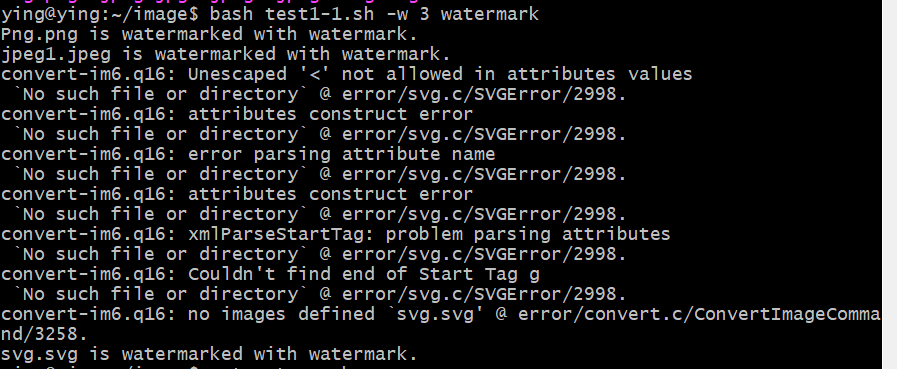 ying@ying:~/image$ bash test1-1.sh -w 3 watermark
Png.png is watermarked with watermark.
jpeg1.jpeg is watermarked with watermark.
convert-im6.q16: Unescaped '<' not allowed in attributes values
`No such file or directory` @ error/svg.c/SVGError/2998.
convert-im6.q16: attributes construct error
`No such file or directory` @ error/svg.c/SVGError/2998.
convert-im6.q16: error parsing attribute name
`No such file or directory` @ error/svg.c/SVGError/2998.
convert-im6.q16: attributes construct error
`No such file or directory` @ error/svg.c/SVGError/2998.
convert-im6.q16: xmlParseStartTag: problem parsing attributes
`No such file or directory` @ error/svg.c/SVGError/2998.
convert-im6.q16: Couldn't find end of Start Tag g
`No such file or directory` @ error/svg.c/SVGError/2998.
convert-im6.q16: no images defined `svg.svg' @ error/convert.c/ConvertImageComma
nd/3258.
svg.svg is watermarked with watermark.